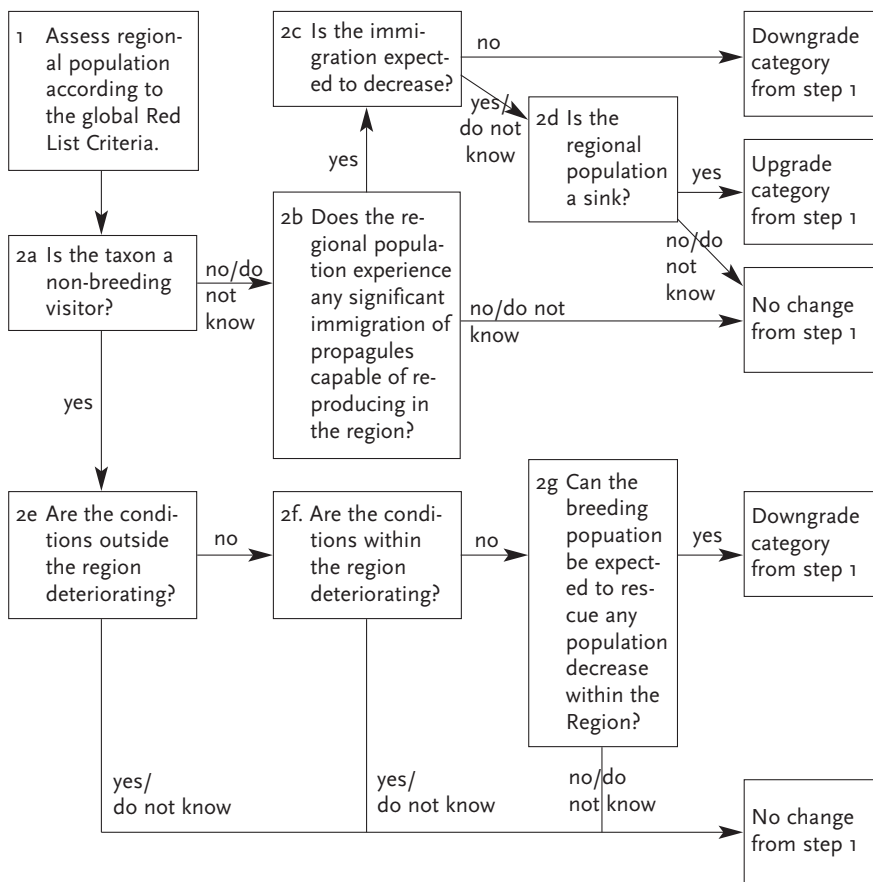 1 Assess region-
al population
according to
the global Red
List Criteria.
2a Is the taxon a
non-breeding
visitor?
no/do
not
know
yes
2b Does the re-
gional popula-
tion experience
any significant
immigration of
propagules
capable of re-
producing in
the region?
yes
no/do not
know
2c Is the immi-
gration expect-
ed to decrease?
no
yes/
do not
know
2d Is the
regional
population
a sink?
yes
no/do
not
know
Downgrade
category
from step 1
Upgrade
category
from step 1
No change
from step 1
2e Are the condi-
tions outside
the region
deteriorating?
no
yes/
do not know
2f. Are the condi-
tions within
the region
deteriorating?
no
yes/
do not know
2g Can the
breeding
popuation
be expect-
ed to res-
cue any
population
decrease
within the
Region?
yes
no/do
not know
Downgrade
category
from step 1
No change
from step 1